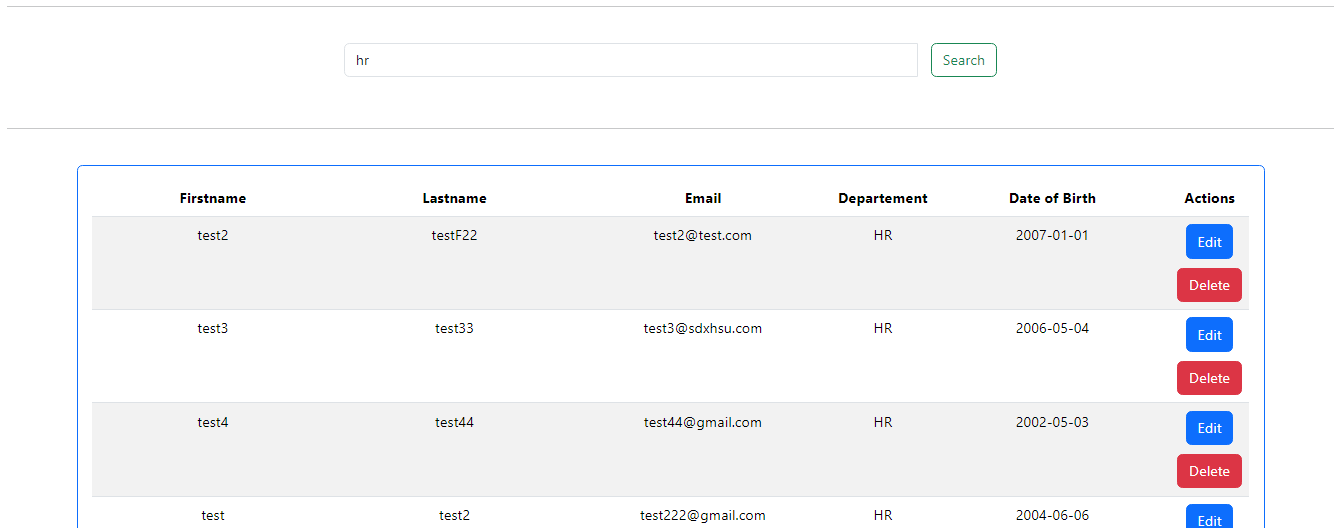 hr Search
Firstname Lastname Email Departement Date of Birth Actions
test2 testF22 test2@test.com HR 2007-01-01 Edit
Delete
test3 test33 test3@sdxhsu.com HR 2006-05-04 Edit
Delete
test4 test44 test44@gmail.com HR 2002-05-03 Edit
Delete
test test2 test222@gmail.com HR 2004-06-06 Edit